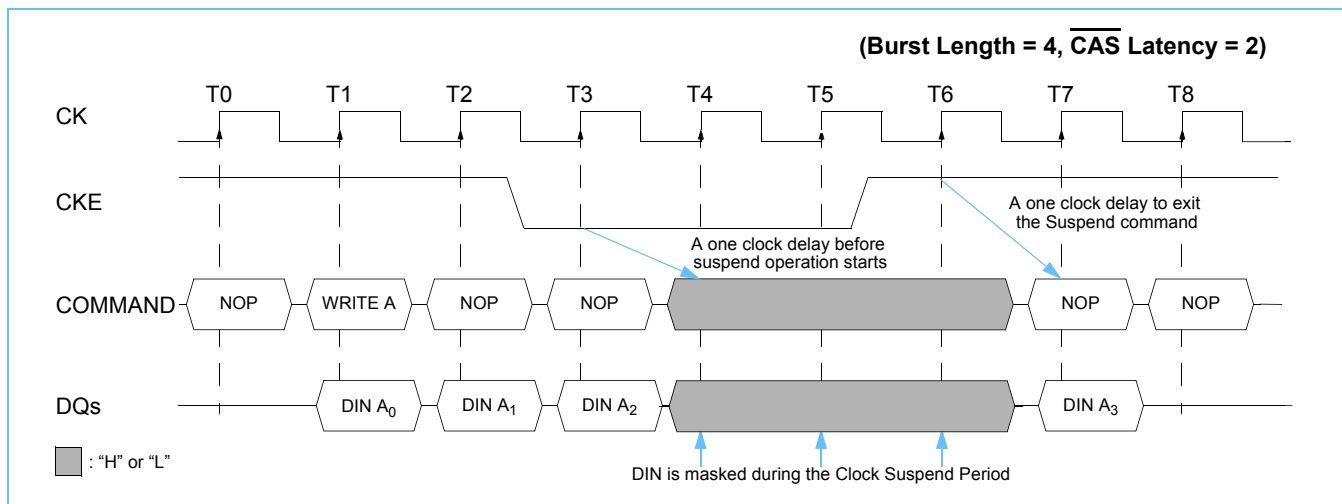 (Burst Length = 4, CAS Latency = 2)
T0 T1 T2 T3 T4 T5 T6 T7 T8
CK
CKE
A one clock delay to exit
the Suspend command
A one clock delay before
suspend operation starts
COMMAND NOP WRITE A NOP NOP NOP NOP
DQs DIN A0 DIN A1 DIN A2 DIN A3
: “H” or “L”
DIN is masked during the Clock Suspend Period